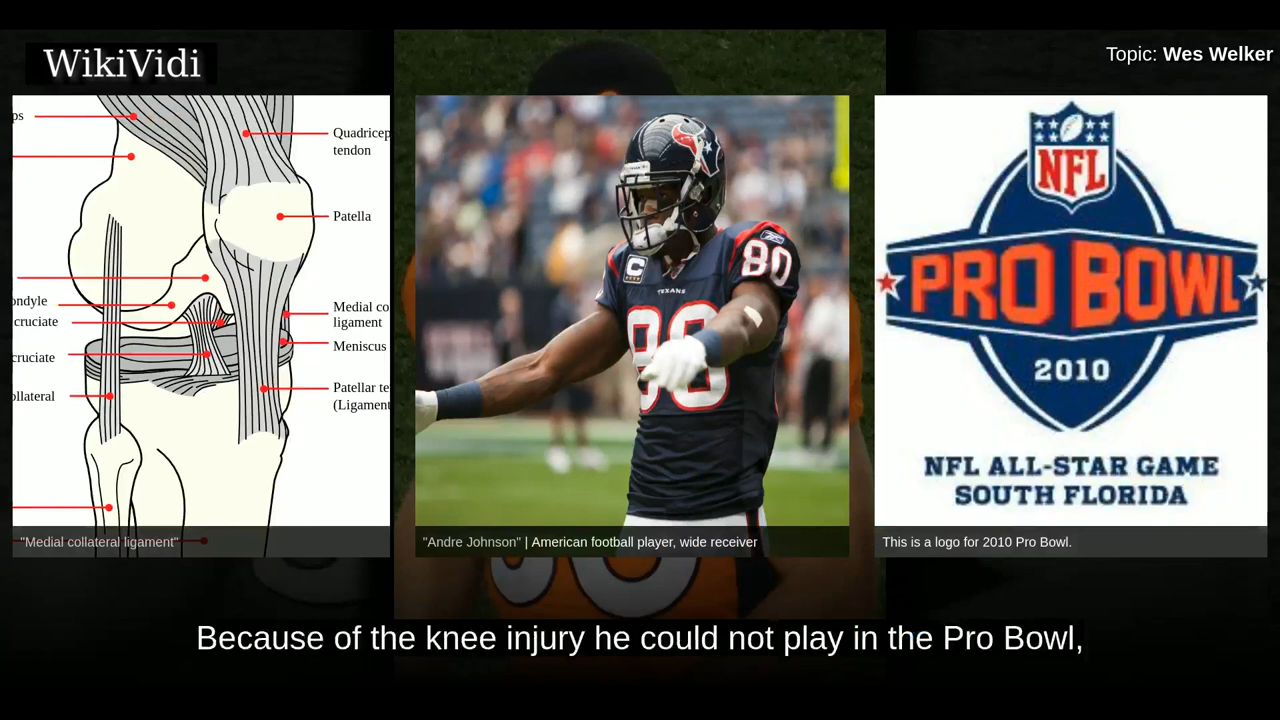 WikiVidi
Topic: Wes Welker
ps
Quadricep
tendon
Patella
ondyle
cruciate
Medial co
ligament
Meniscus
cruciate
ollateral
Patellar te
(Ligament
"Medial collateral ligament"
C
TEXANS
80
80
"Andre Johnson" | American football player, wide receiver
NFL
PRO BOWL
2010
NFL ALL-STAR GAME
SOUTH FLORIDA
This is a logo for 2010 Pro Bowl.
Because of the knee injury he could not play in the Pro Bowl,